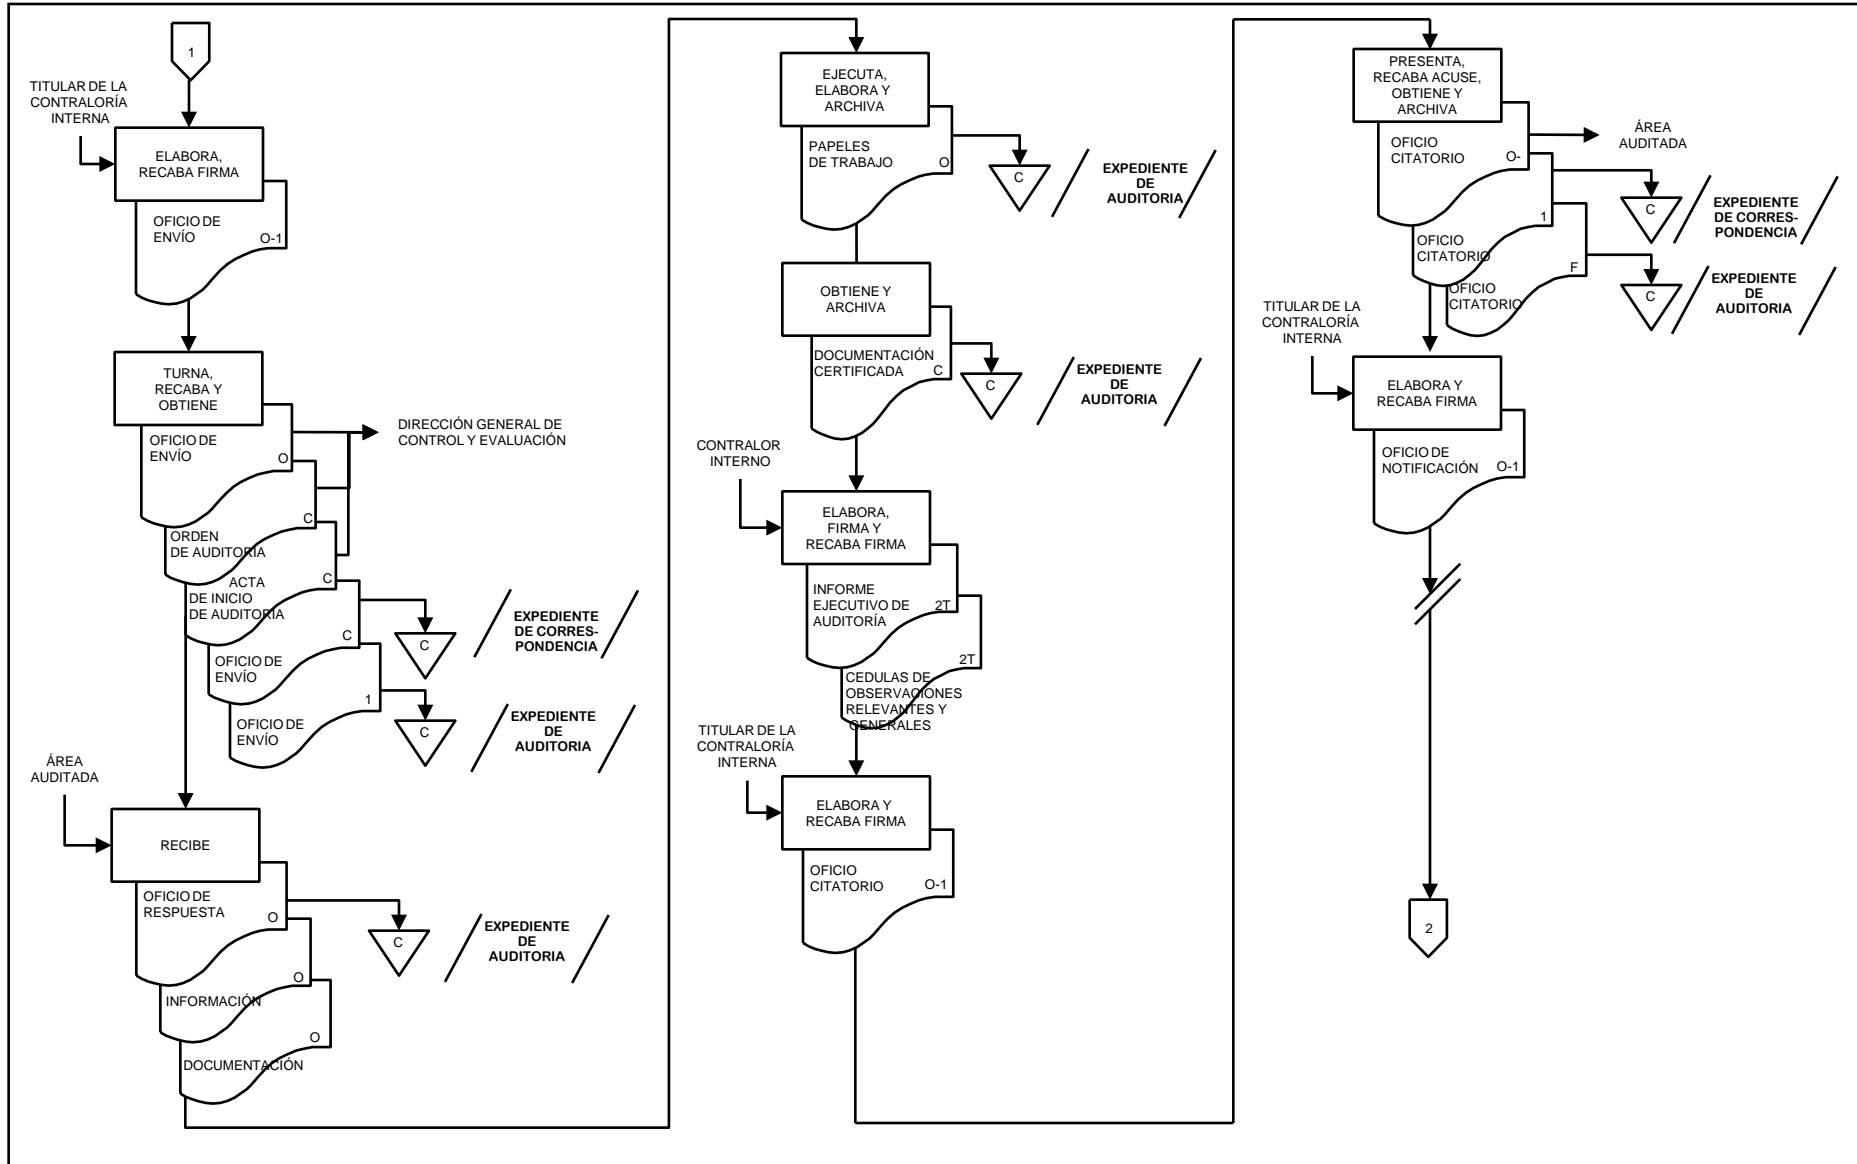 1
TITULAR DE LA
CONTRALORÍA
INTERNA
ELABORA,
RECABA FIRMA
OFICIO DE
ENVÍO
O-1
TURNA,
RECABA Y
OBTIENE
OFICIO DE
ENVÍO
O
DIRECCIÓN GENERAL DE
CONTROL Y EVALUACIÓN
C
ORDEN
DE AUDITORÍA
C
ACTA
DE INICIO
DE AUDITORÍA
C
OFICIO DE
ENVÍO
C
EXPEDIENTE
DE CORRES-
PONDENCIA
1
OFICIO DE
ENVÍO
C
EXPEDIENTE
DE
AUDITORIA
ÁREA
AUDITADA
RECIBE
OFICIO DE
RESPUESTA
O
C
EXPEDIENTE
DE
AUDITORIA
O
INFORMACIÓN
O
DOCUMENTACIÓN
EJECUTA,
ELABORA Y
ARCHIVA
PAPELES
DE TRABAJO
O
C
EXPEDIENTE
DE
AUDITORIA
OBTIENE Y
ARCHIVA
DOCUMENTACIÓN
CERTIFICADA
C
C
EXPEDIENTE
DE
AUDITORIA
CONTRALOR
INTERNO
ELABORA,
FIRMA Y
RECABA FIRMA
INFORME
EJECUTIVO DE
AUDITORÍA
2T
2T
CEDULAS DE
OBSERVACIONES
RELEVANTES Y
GENERALES
TITULAR DE LA
CONTRALORÍA
INTERNA
ELABORA Y
RECABA FIRMA
OFICIO
CITATORIO
O-1
PRESENTA,
RECABA ACUSE,
OBTIENE Y
ARCHIVA
OFICIO
CITATORIO
O-
ÁREA
AUDITADA
C
EXPEDIENTE
DE CORRES-
PONDENCIA
1
OFICIO
CITATORIO
F
OFICIO
CITATORIO
C
EXPEDIENTE
DE
AUDITORIA
TITULAR DE LA
CONTRALORÍA
INTERNA
ELABORA Y
RECABA FIRMA
OFICIO DE
NOTIFICACIÓN
O-1
2